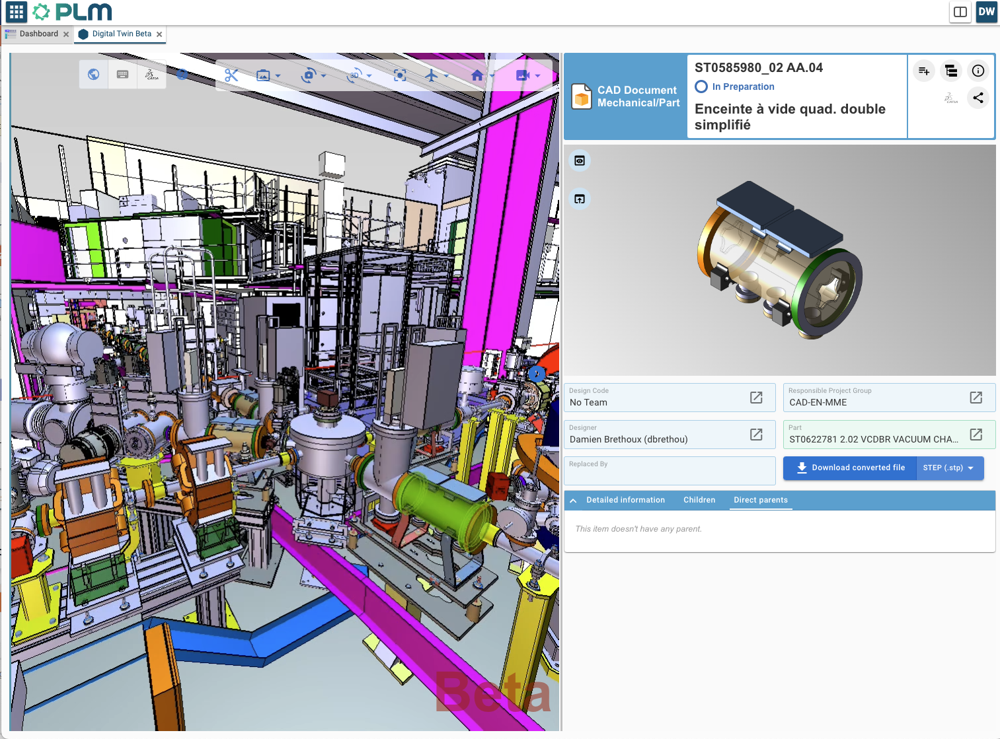 PLM
DW
Dashboard
Digital Twin Beta
CATIA
3D
Beta
CAD Document
Mechanical/Part
ST0585980_02 AA.04
In Preparation
Enceinte à vide quad. double
simplifié
CATIA
Design Code
No Team
Responsible Project Group
CAD-EN-MME
Designer
Damien Brethoux (dbrethou)
Part
ST0622781 2.02 VCDBR VACUUM CHA...
Replaced By
Download converted file
STEP (.stp)
Detailed information
Children
Direct parents
This item doesn't have any parent.